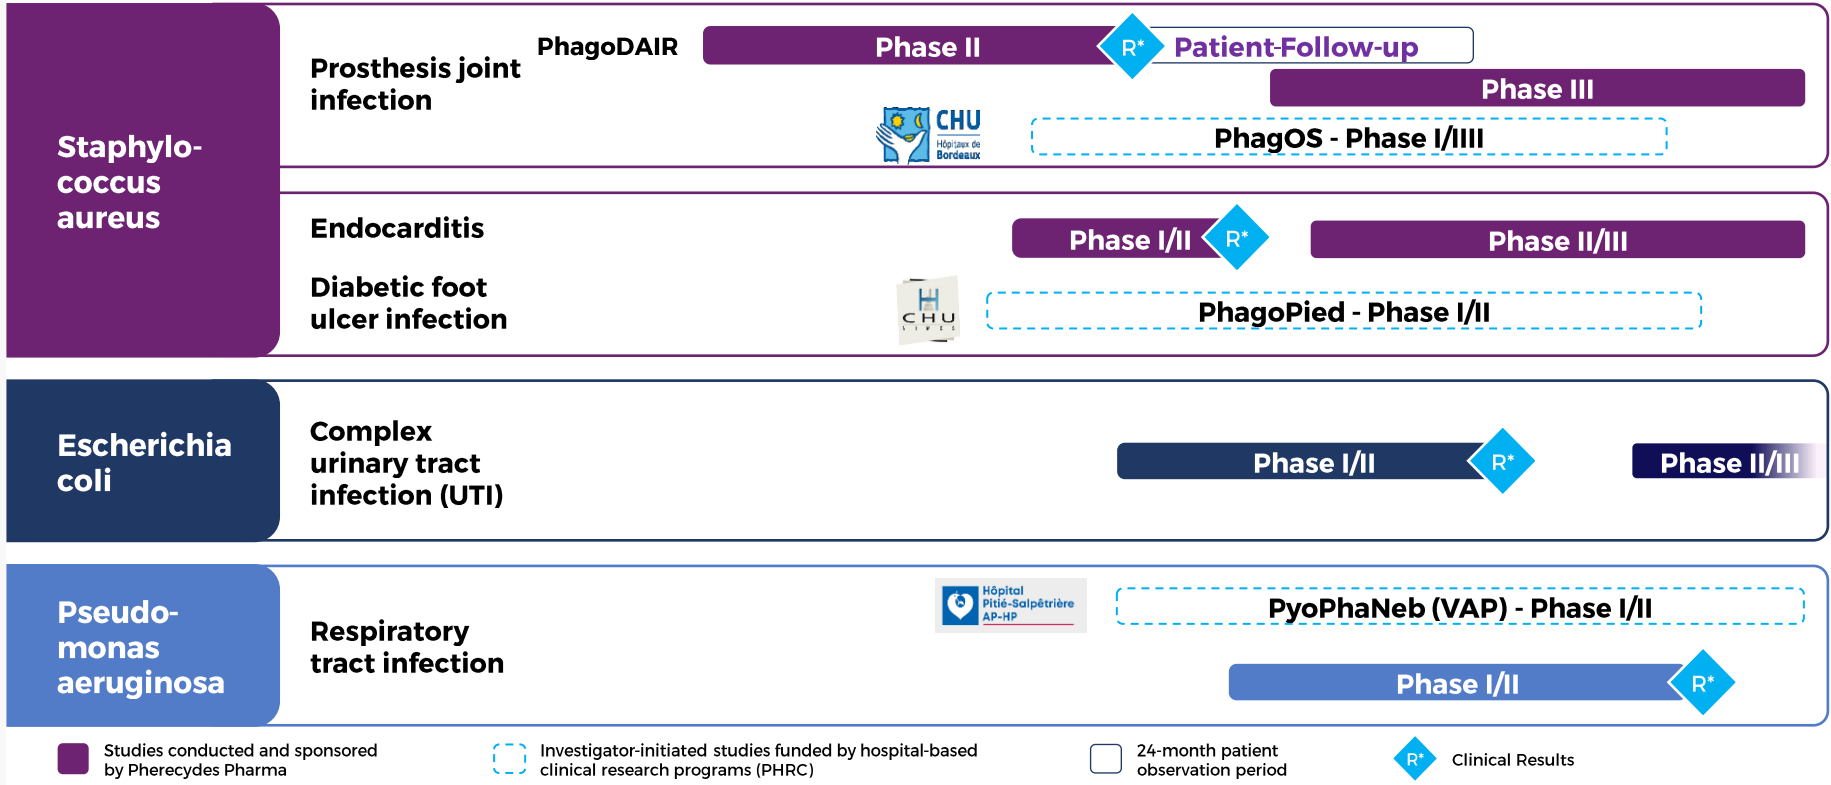 Staphylo-
coccus
aureus
Prosthesis joint
infection
PhagoDAIR
Phase II
R*
Patient-Follow-up
Phase III
CHU
Hôpitaux de
Bordeaux
PhagOS - Phase I/IIII
Endocarditis
Phase I/II
R*
Phase II/III
Diabetic foot
ulcer infection
CHU
PhagoPied - Phase I/II
Escherichia
coli
Complex
urinary tract
infection (UTI)
Phase I/II
R*
Phase II/III
Pseudo-
monas
aeruginosa
Respiratory
tract infection
Hôpital
Pitié-Salpêtrière
AP-HP
PyoPhaNeb (VAP) - Phase I/II
Phase I/II
R*
Studies conducted and sponsored
by Pherecydes Pharma
Investigator-initiated studies funded by hospital-based
clinical research programs (PHRC)
24-month patient
observation period
R*
Clinical Results